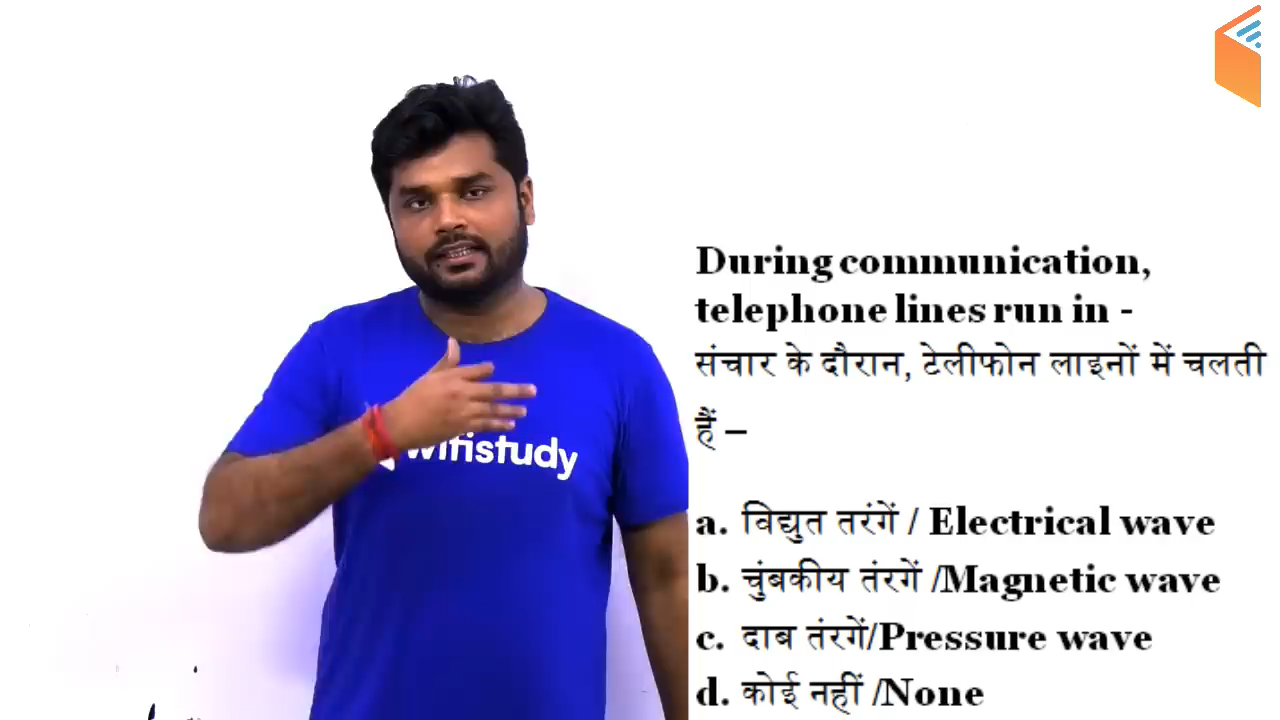 wifistudy
During communication,
telephone lines run in -
संचार के दौरान, टेलीफोन लाइनों में चलती
हैं –
a. विद्युत तरंगें / Electrical wave
b. चुंबकीय तंरगें /Magnetic wave
c. दाब तंरगें/Pressure wave
d. कोई नहीं /None